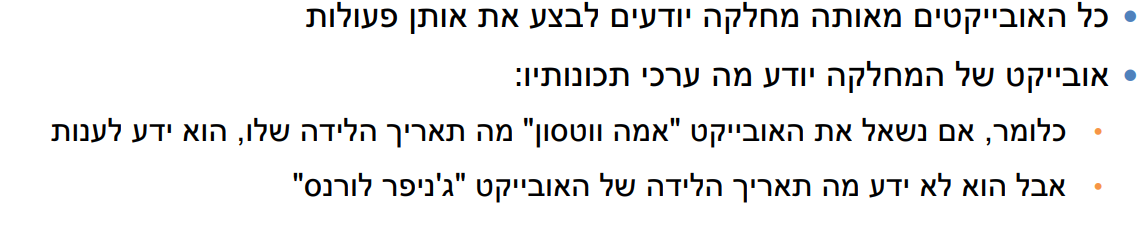 • כל האובייקטים מאותה מחלקה יודעים לבצע את אותן פעולות
• אובייקט של המחלקה יודע מה ערכי תכונותיו:
• כלומר, אם נשאל את האובייקט "אמה ווטסון" מה תאריך הלידה שלו, הוא ידע לענות
• אבל הוא לא ידע מה תאריך הלידה של האובייקט "ג'ניפר לורנס"